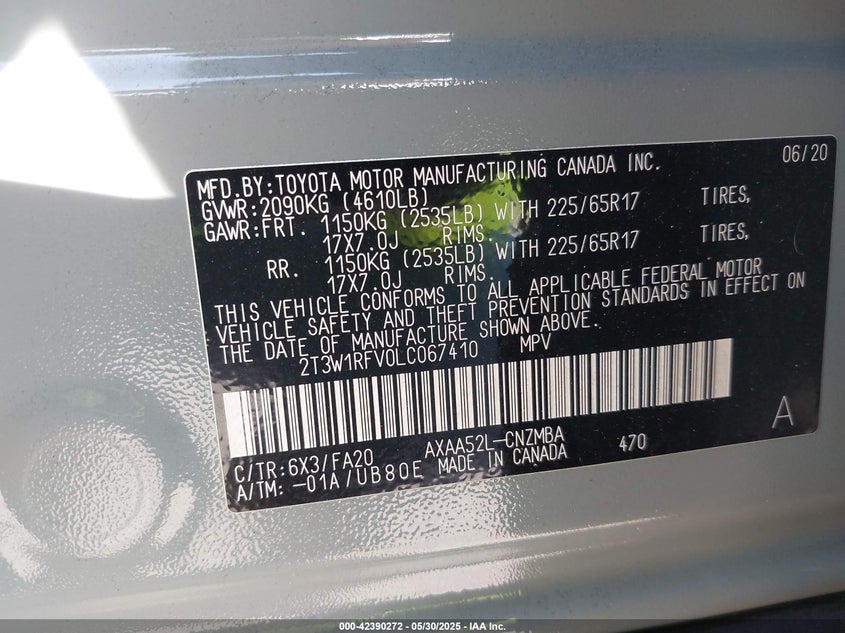 06/20
MFD.BY:TOYOTA MOTOR MANUFACTURING CANADA INC.
GVWR:2090KG (4610LB)
GAWR:FRT. 1150KG (2535LB) WITH 225/65R17 TIRES,
17X7.0J RIMS.
RR. 1150KG (2535LB) WITH 225/65R17 TIRES,
17X7.0J RIMS.
THIS VEHICLE CONFORMS TO ALL APPLICABLE FEDERAL MOTOR
VEHICLE SAFETY AND THEFT PREVENTION STANDARDS IN EFFECT ON
THE DATE OF MANUFACTURE SHOWN ABOVE.
2T3W1RFV0LC067410 MPV
A
C/TR:6X3/FA20 AXAA52L-CNZMBA 470
A/TM: -01A/UB80E MADE IN CANADA
000-42390272 - 05/30/2025 - IAA Inc.